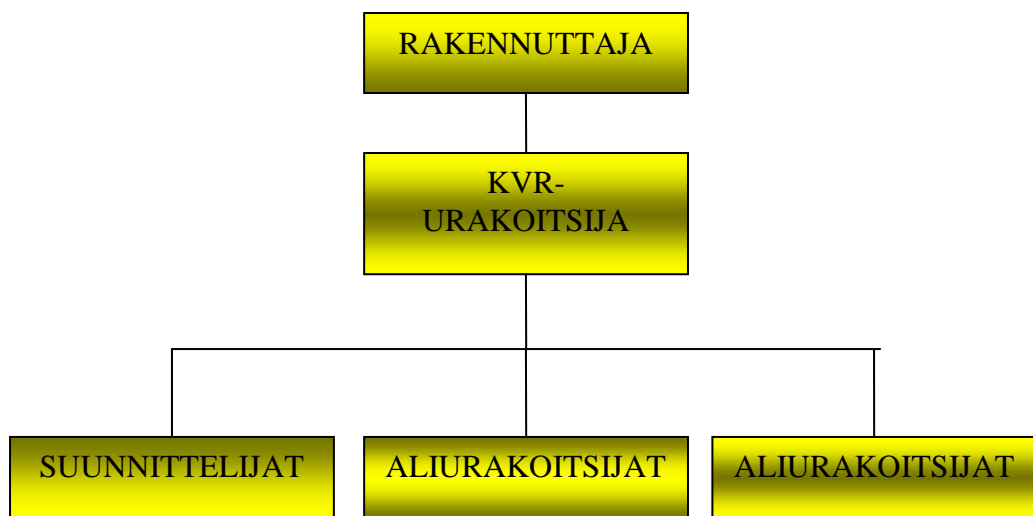 RAKENNUTTAJA
KVR-
URAKOITSIJA
SUUNNITTELIJAT
ALIURAKOITSIJAT
ALIURAKOITSIJAT